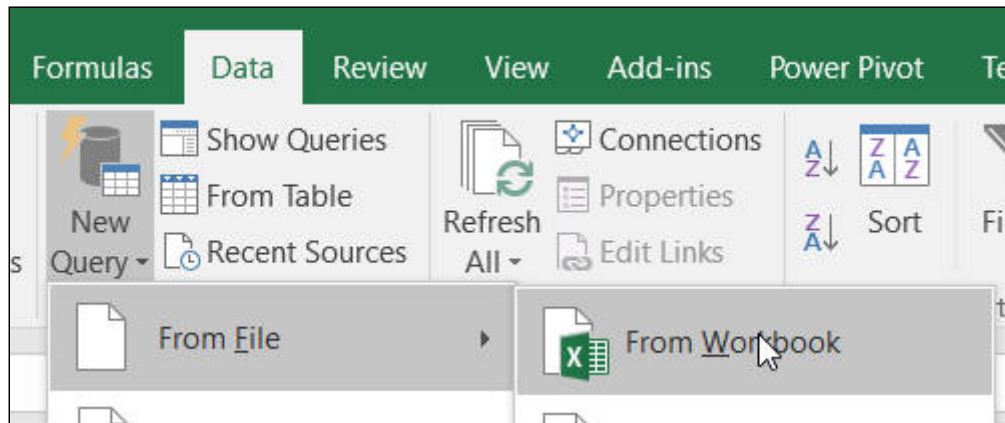 Formulas Data Review View Add-ins Power Pivot
Show Queries
From Table
Recent Sources
New
Query
Refresh
All
Connections
Properties
Edit Links
A
Z
Z
A
Z A
A Z
Sort
From File
From Workbook